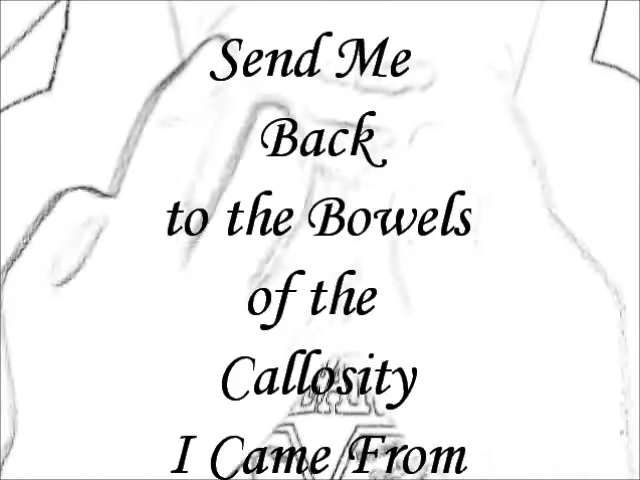 Send Me
Back
to the Bowels
of the
Callosity
I Came From